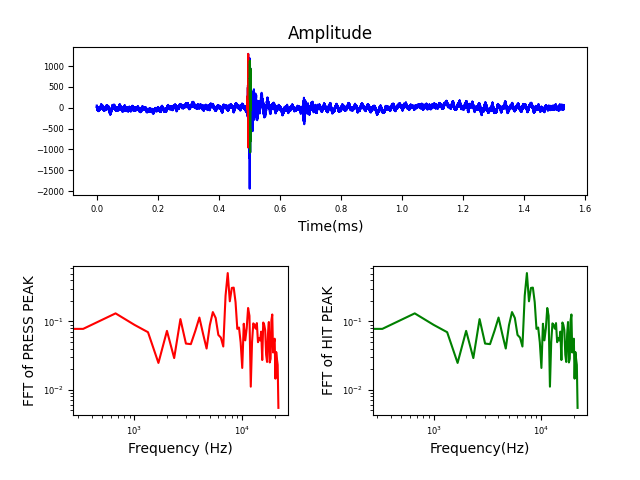 Amplitude
1000
500
0
−500
−1000
−1500
−2000
0.0 0.2 0.4 0.6 0.8 1.0 1.2 1.4 1.6
Time(ms)
FFT of PRESS PEAK
10⁻¹
10⁻²
10³ 10⁴
Frequency (Hz)
FFT of HIT PEAK
10⁻¹
10⁻²
10³ 10⁴
Frequency(Hz)